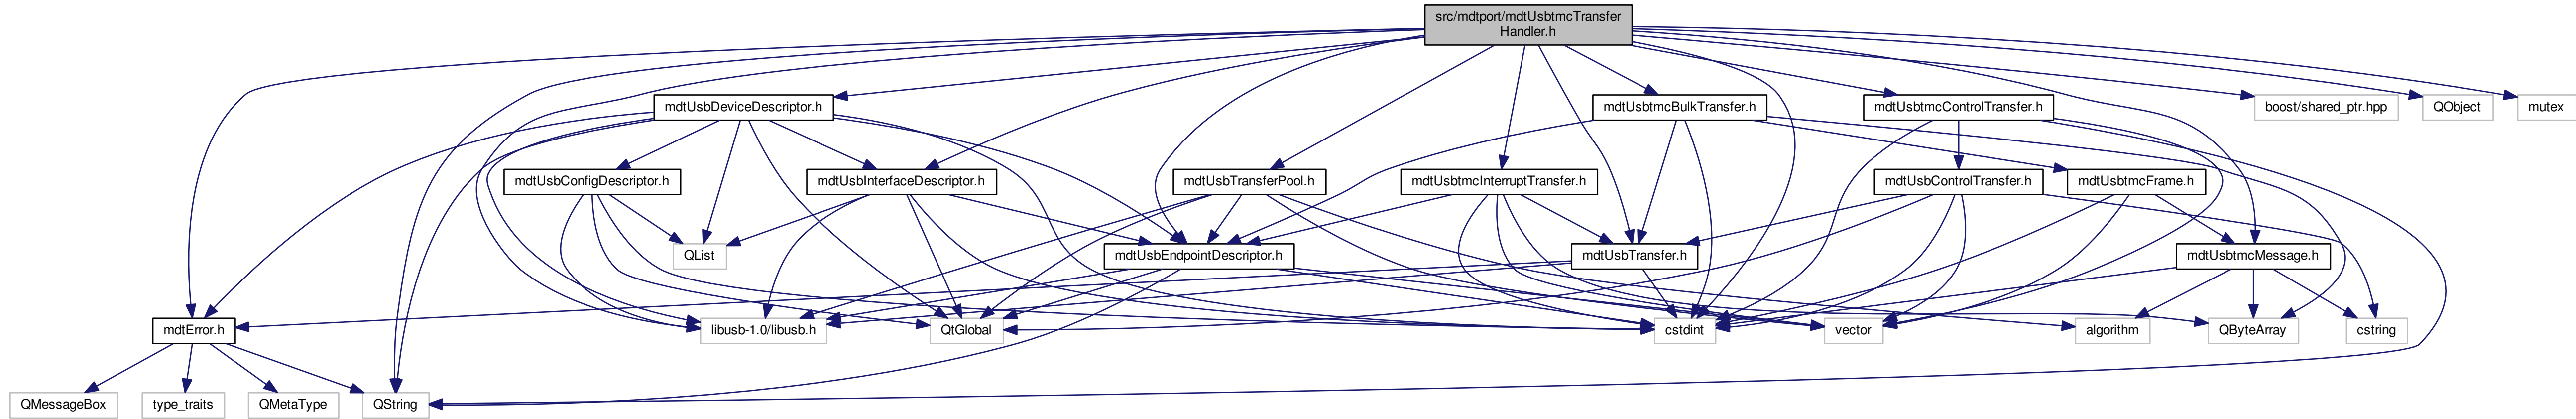 src/mdtport/mdtUsbtmcTransfer
Handler.h
mdtUsbDeviceDescriptor.h
mdtUsbtmcBulkTransfer.h
mdtUsbtmcControlTransfer.h
boost/shared_ptr.hpp
QObject
mutex
mdtUsbConfigDescriptor.h
mdtUsbInterfaceDescriptor.h
mdtUsbTransferPool.h
mdtUsbtmcInterruptTransfer.h
mdtUsbControlTransfer.h
mdtUsbtmcFrame.h
QList
mdtUsbEndpointDescriptor.h
mdtUsbTransfer.h
mdtUsbtmcMessage.h
mdtError.h
libusb-1.0/libusb.h
QtGlobal
cstdint
vector
algorithm
QByteArray
cstring
QMessageBox
type_traits
QMetaType
QString